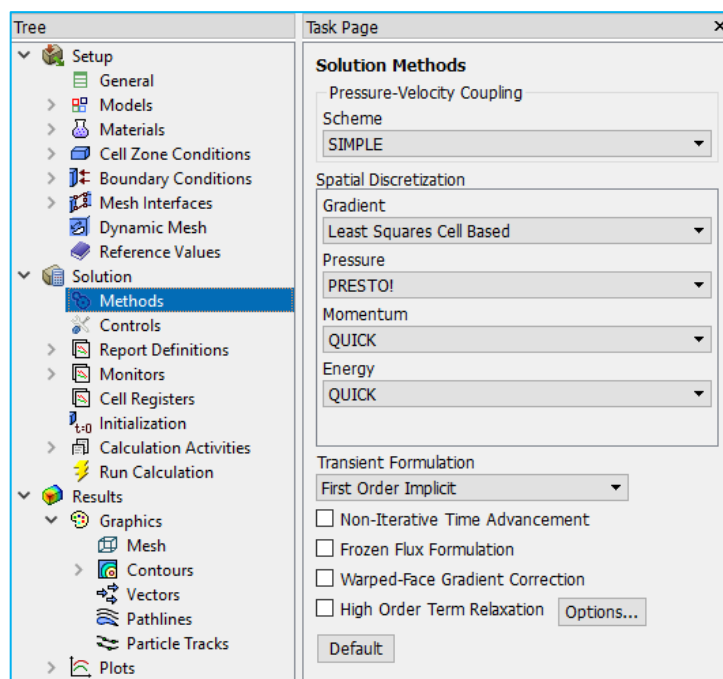 Tree
Setup
General
Models
Materials
Cell Zone Conditions
Boundary Conditions
Mesh Interfaces
Dynamic Mesh
Reference Values
Solution
Methods
Controls
Report Definitions
Monitors
Cell Registers
t=0 Initialization
Calculation Activities
Run Calculation
Results
Graphics
Mesh
Contours
Vectors
Pathlines
Particle Tracks
Plots
Task Page
Solution Methods
Pressure-Velocity Coupling
Scheme
SIMPLE
Spatial Discretization
Gradient
Least Squares Cell Based
Pressure
PRESTO!
Momentum
QUICK
Energy
QUICK
Transient Formulation
First Order Implicit
Non-Iterative Time Advancement
Frozen Flux Formulation
Warped-Face Gradient Correction
High Order Term Relaxation Options...
Default